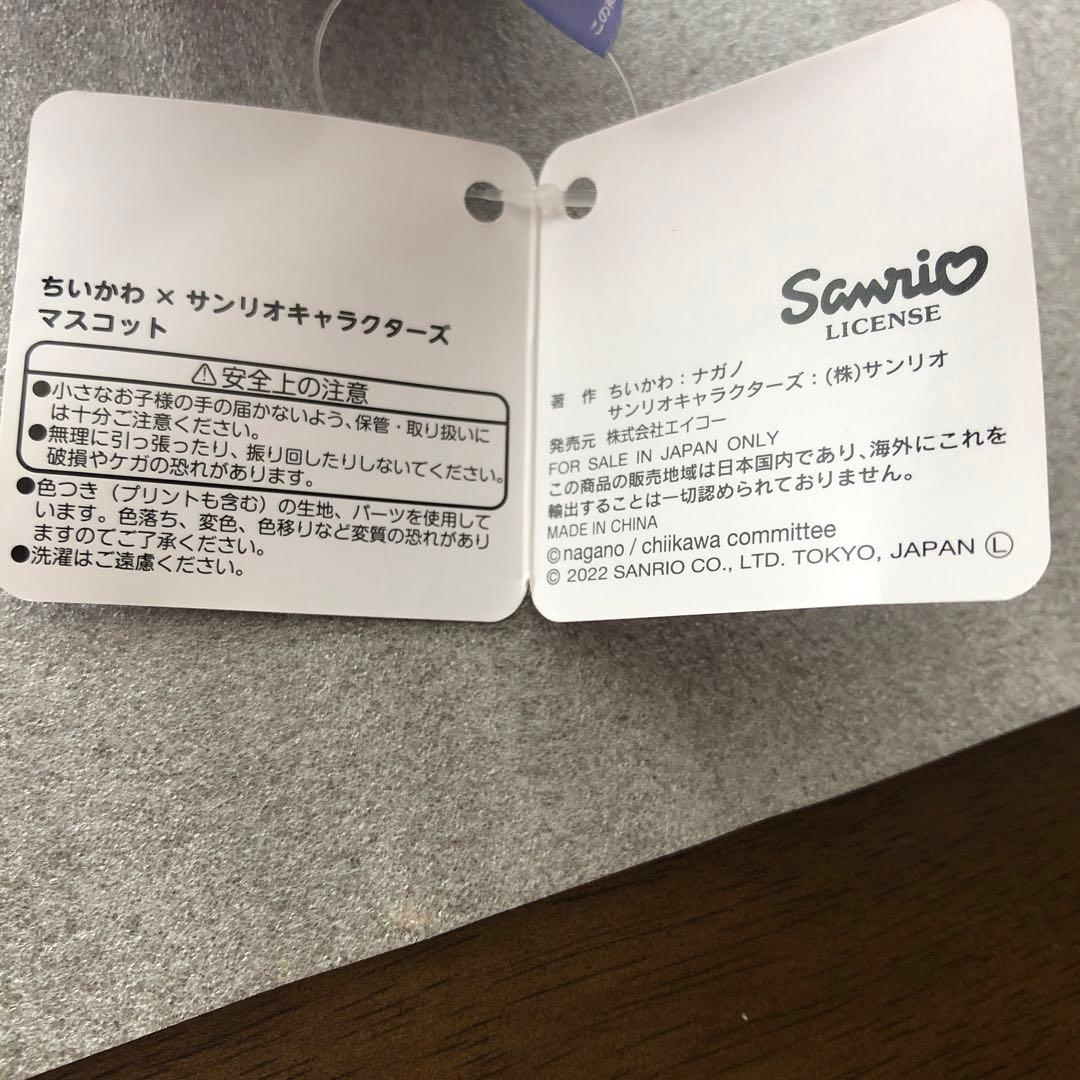 この
ちいかわ × サンリオキャラクターズ
マスコット
⚠安全上の注意
●小さなお子様の手の届かないよう、保管・取り扱いに
は十分ご注意ください。
●無理に引っ張ったり、振り回したりしないでください。
破損やケガの恐れがあります。
●色つき（プリントも含む）の生地、パーツを使用して
います。色落ち、変色、色移りなど変質の恐れがあり
ますのでご了承ください。
●洗濯はご遠慮ください。
Sanrio
LICENSE
著 作 ちいかわ：ナガノ
サンリオキャラクターズ：(株)サンリオ
発売元 株式会社エイコー
FOR SALE IN JAPAN ONLY
この商品の販売地域は日本国内であり、海外にこれを
輸出することは一切認められておりません。
MADE IN CHINA
©nagano / chiikawa committee
© 2022 SANRIO CO., LTD. TOKYO, JAPAN Ⓛ